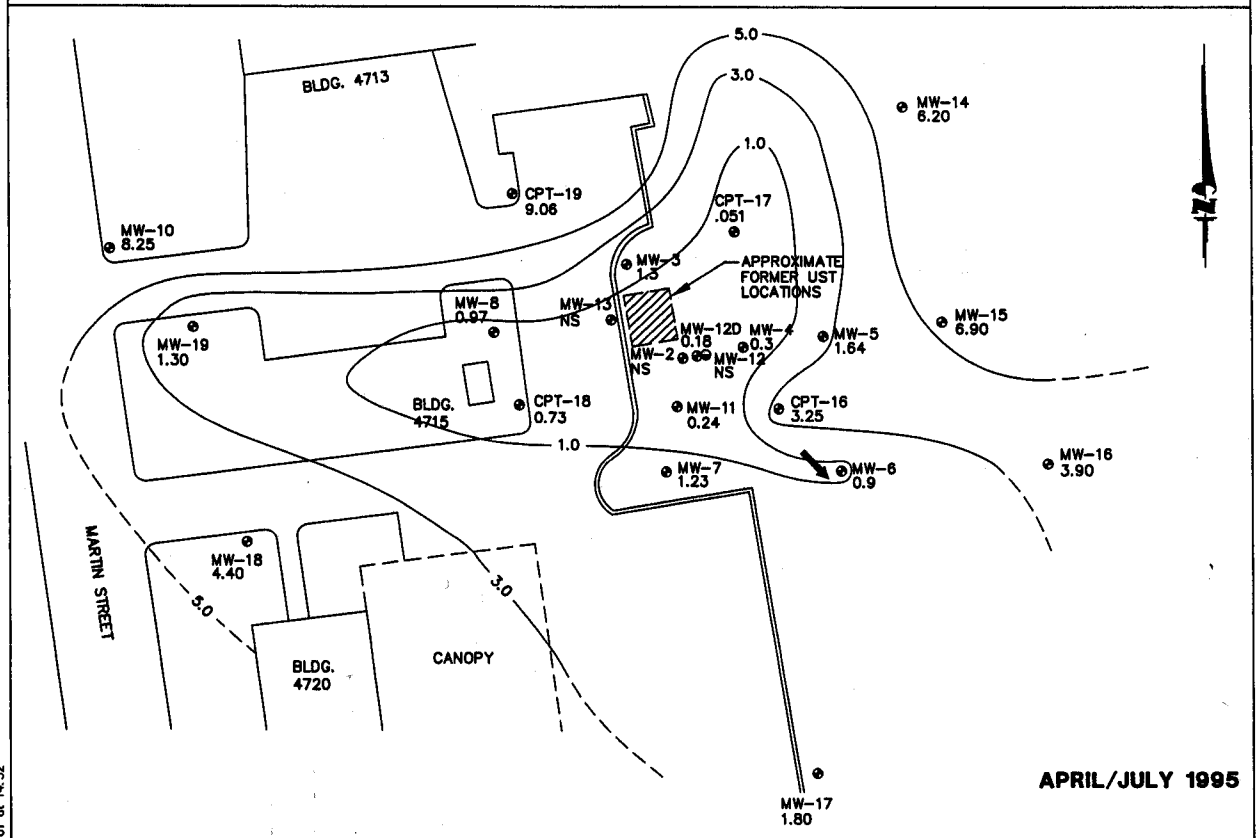 5.0
BLDG. 4713
3.0
MW-14
6.20
1.0
CPT-19
9.06
CPT-17
.051
MW-10
8.25
MW-3
1.3
APPROXIMATE
FORMER UST
LOCATIONS
MW-8
0.97
MW-13
NS
MW-15
6.90
MW-19
1.30
MW-12D
0.18
MW-4
0.3
MW-5
1.64
MW-2
NS
MW-12
NS
BLDG.
4715
CPT-18
0.73
MW-11
0.24
CPT-16
3.25
1.0
MW-7
1.23
MW-6
0.9
MW-16
3.90
MARTIN STREET
MW-18
4.40
5.0
3.0
BLDG.
4720
CANOPY
APRIL/JULY 1995
MW-17
1.80